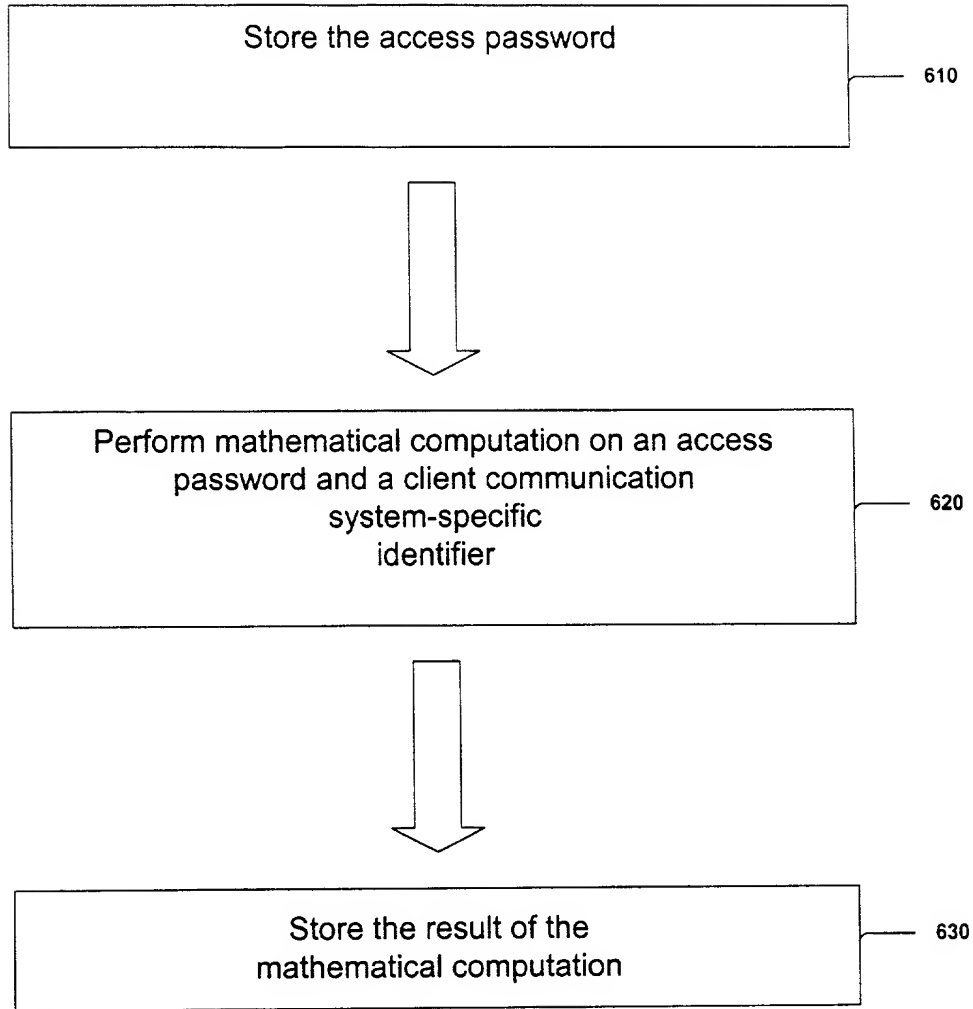 Store the access password
610
Perform mathematical computation on an access
password and a client communication
system-specific
identifier
620
Store the result of the
mathematical computation
630